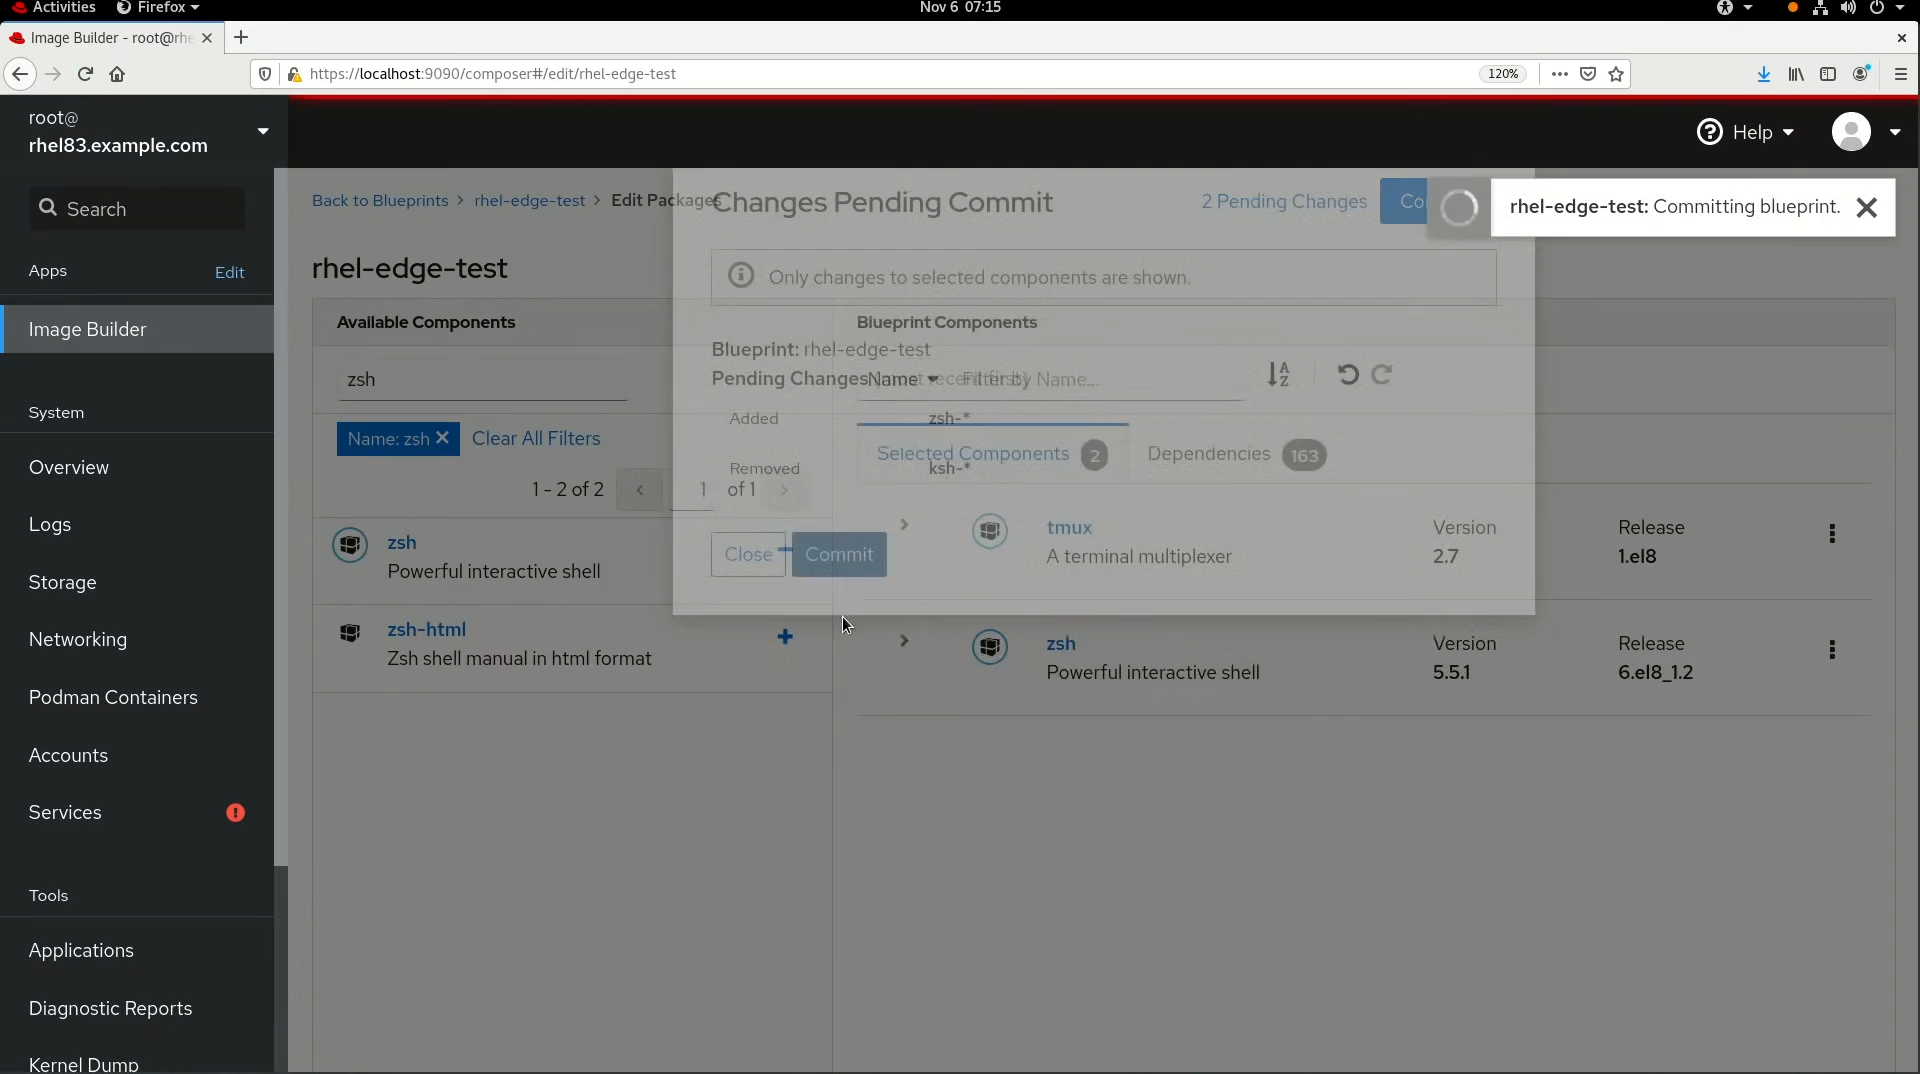 Activities
Firefox
Nov 6 07:15
Image Builder - root@rhe
https://localhost:9090/composer#/edit/rhel-edge-test
120%
root@
rhel83.example.com
Help
Search
Apps
Edit
Image Builder
System
Overview
Logs
Storage
Networking
Podman Containers
Accounts
Services
Tools
Applications
Diagnostic Reports
Kernel Dump
Back to Blueprints
rhel-edge-test
Edit Packages
Changes Pending Commit
2 Pending Changes
Co
rhel-edge-test: Committing blueprint.
rhel-edge-test
Only changes to selected components are shown.
Available Components
Blueprint Components
Blueprint: rhel-edge-test
zsh
Pending Changes (most recent first)
Name
Filter by Name...
Added
zsh-*
Removed
ksh-*
Name: zsh
Clear All Filters
Selected Components 2
Dependencies 163
1 - 2 of 2
1 of 1
zsh
Powerful interactive shell
Close
Commit
tmux
A terminal multiplexer
Version
2.7
Release
1.el8
zsh-html
Zsh shell manual in html format
zsh
Powerful interactive shell
Version
5.5.1
Release
6.el8_1.2